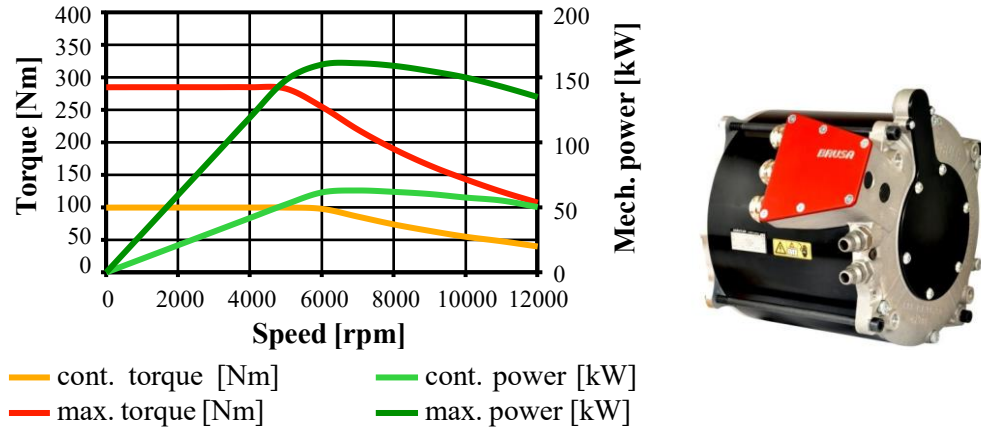 400
350
300
250
200
150
100
50
0
Torque [Nm]
200
150
100
50
0
Mech. power [kW]
0 2000 4000 6000 8000 10000 12000
Speed [rpm]
cont. torque [Nm]
cont. power [kW]
max. torque [Nm]
max. power [kW]
BRUSA